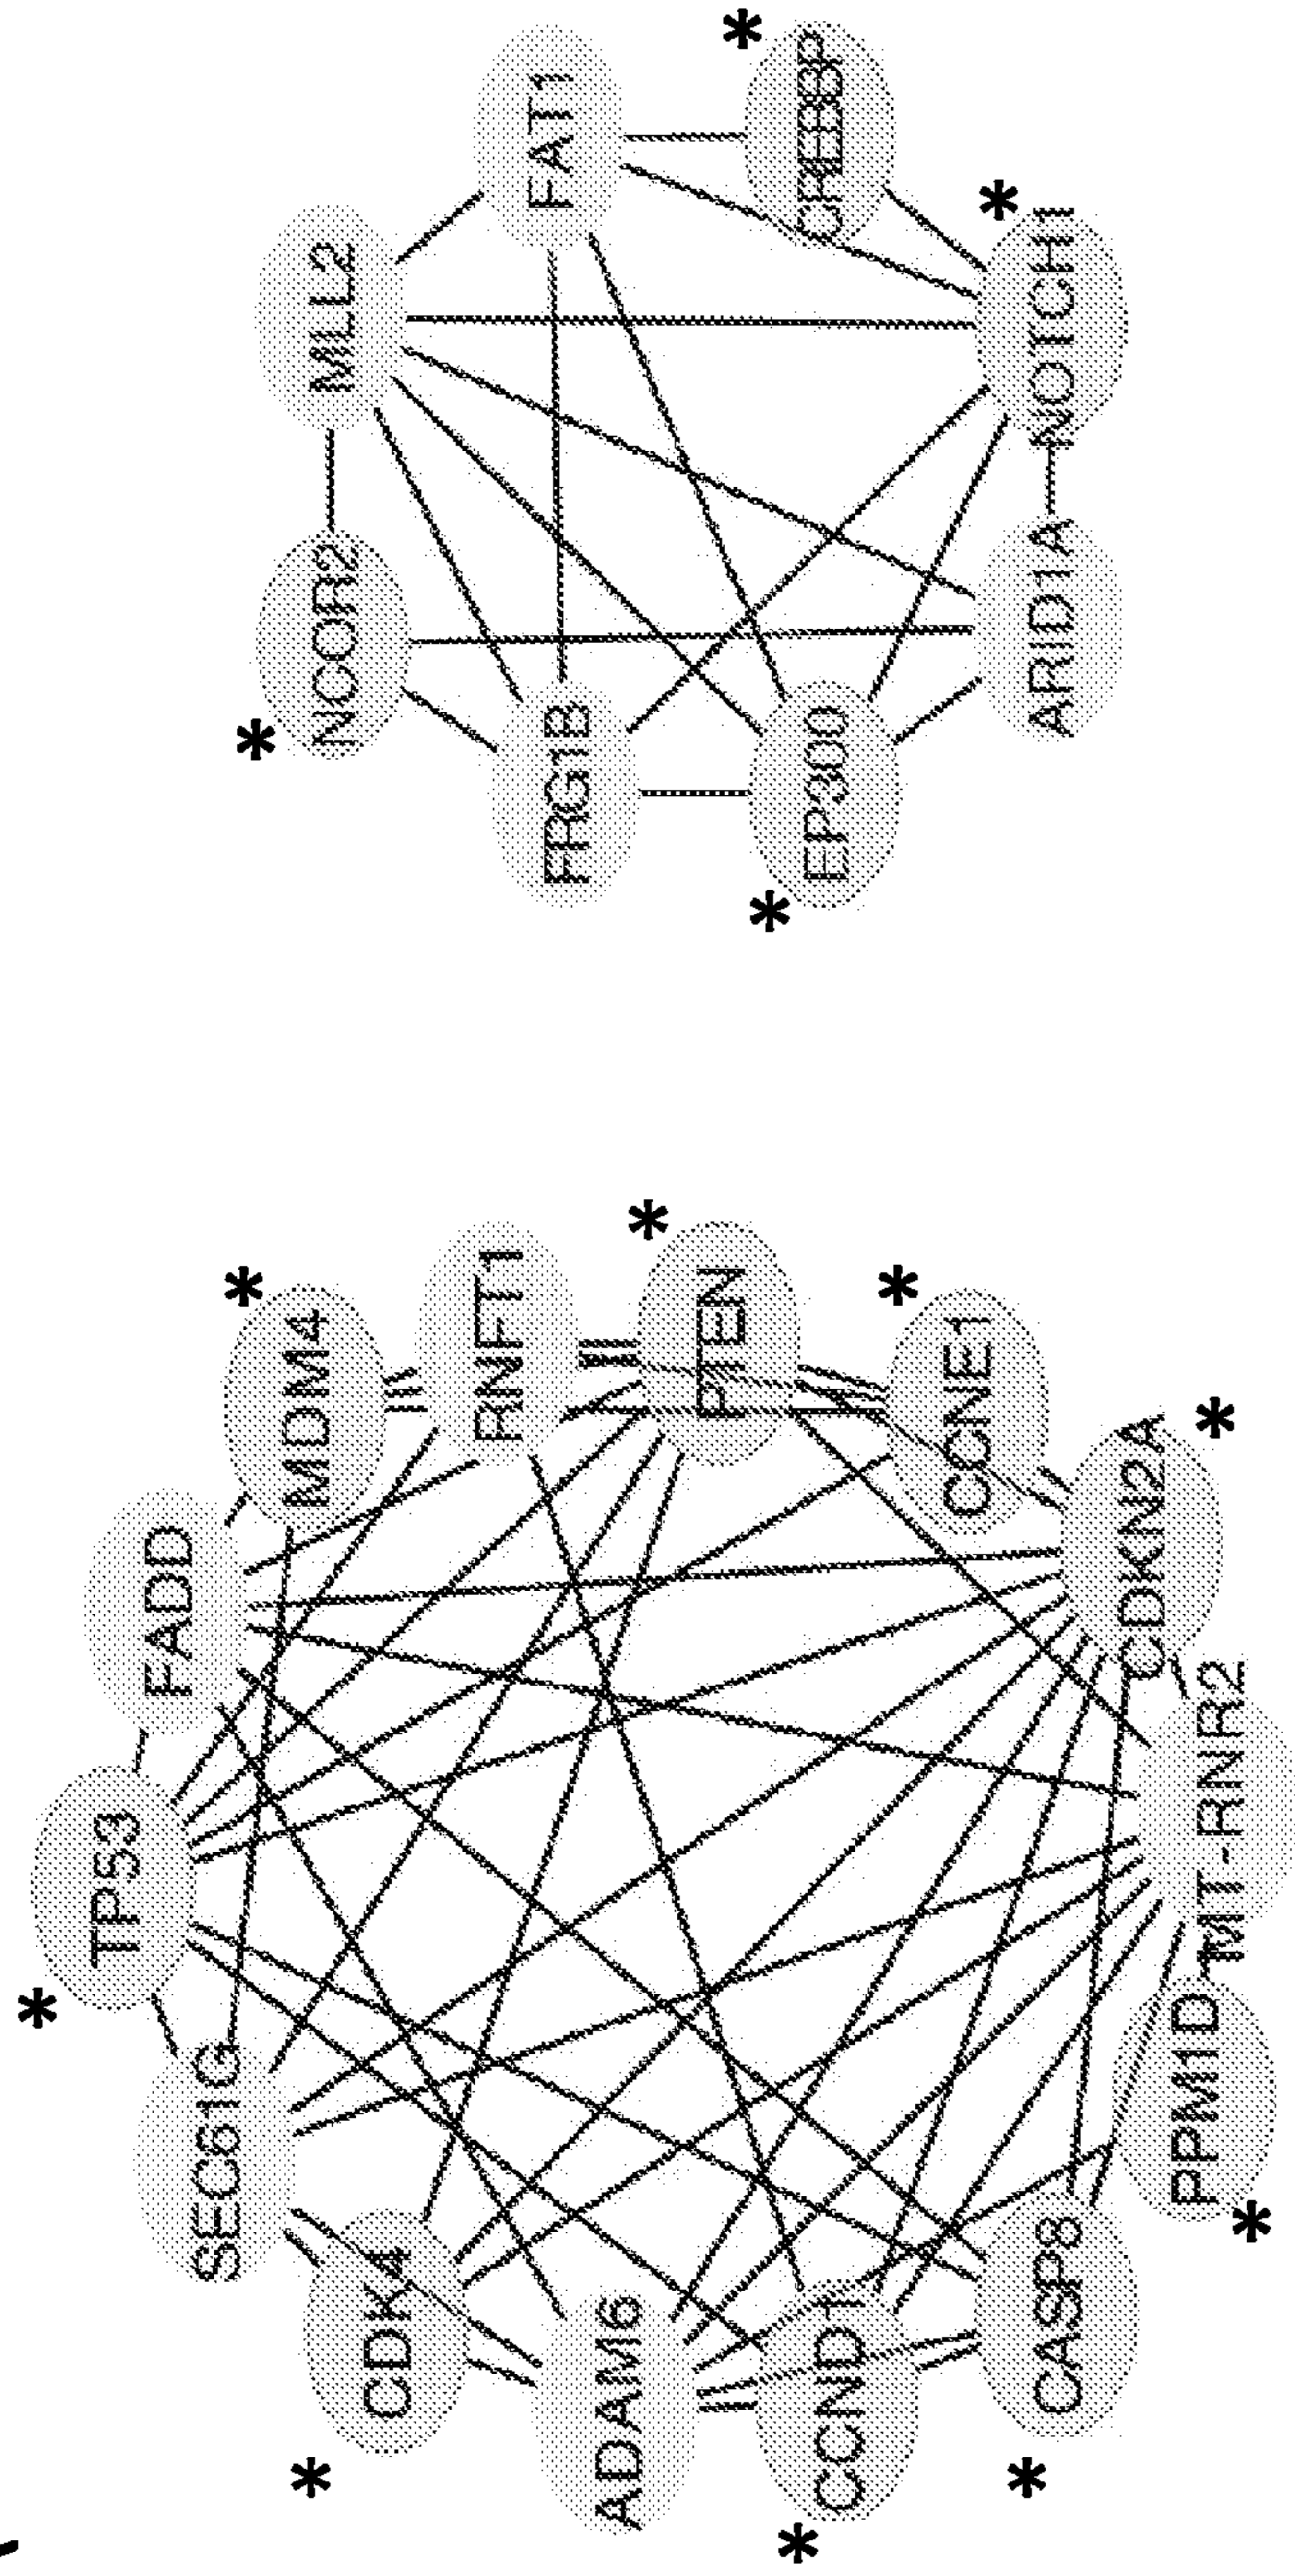 TP53
*
FADD
SEC61G
MDM4
*
CDK4
*
RNFT1
ADAM6
PTEN
*
CCND1
*
CCNE1
*
CASP8
*
CDKN2A
*
PPM1D
*
MT-RNR2
NCOR2
*
MLL2
FRG1B
FAT1
EP300
*
CREBBP
*
ARID1A
NOTCH1
*